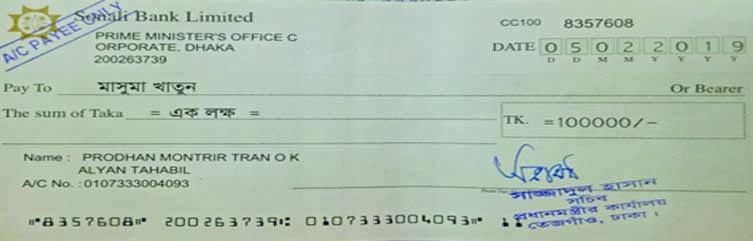 A/C PAYEE ONLY
Sonali Bank Limited
PRIME MINISTER'S OFFICE C
ORPORATE, DHAKA
200263739
CC100 8357608
DATE 0 5 0 2 2 0 1 9
D D M M Y Y Y Y
Pay To মাসুমা খাতুন Or Bearer
The sum of Taka = এক লক্ষ =
TK. =100000/-
Name : PRODHAN MONTRIR TRAN O K
ALYAN TAHABIL
A/C No. : 0107333004093
সাজ্জাদুল হাসান
সচিব
প্রধানমন্ত্রীর কার্যালয়
তেজগাঁও, ঢাকা ।
⑈8357608⑈ 200263739⑆ 0107333004093⑈